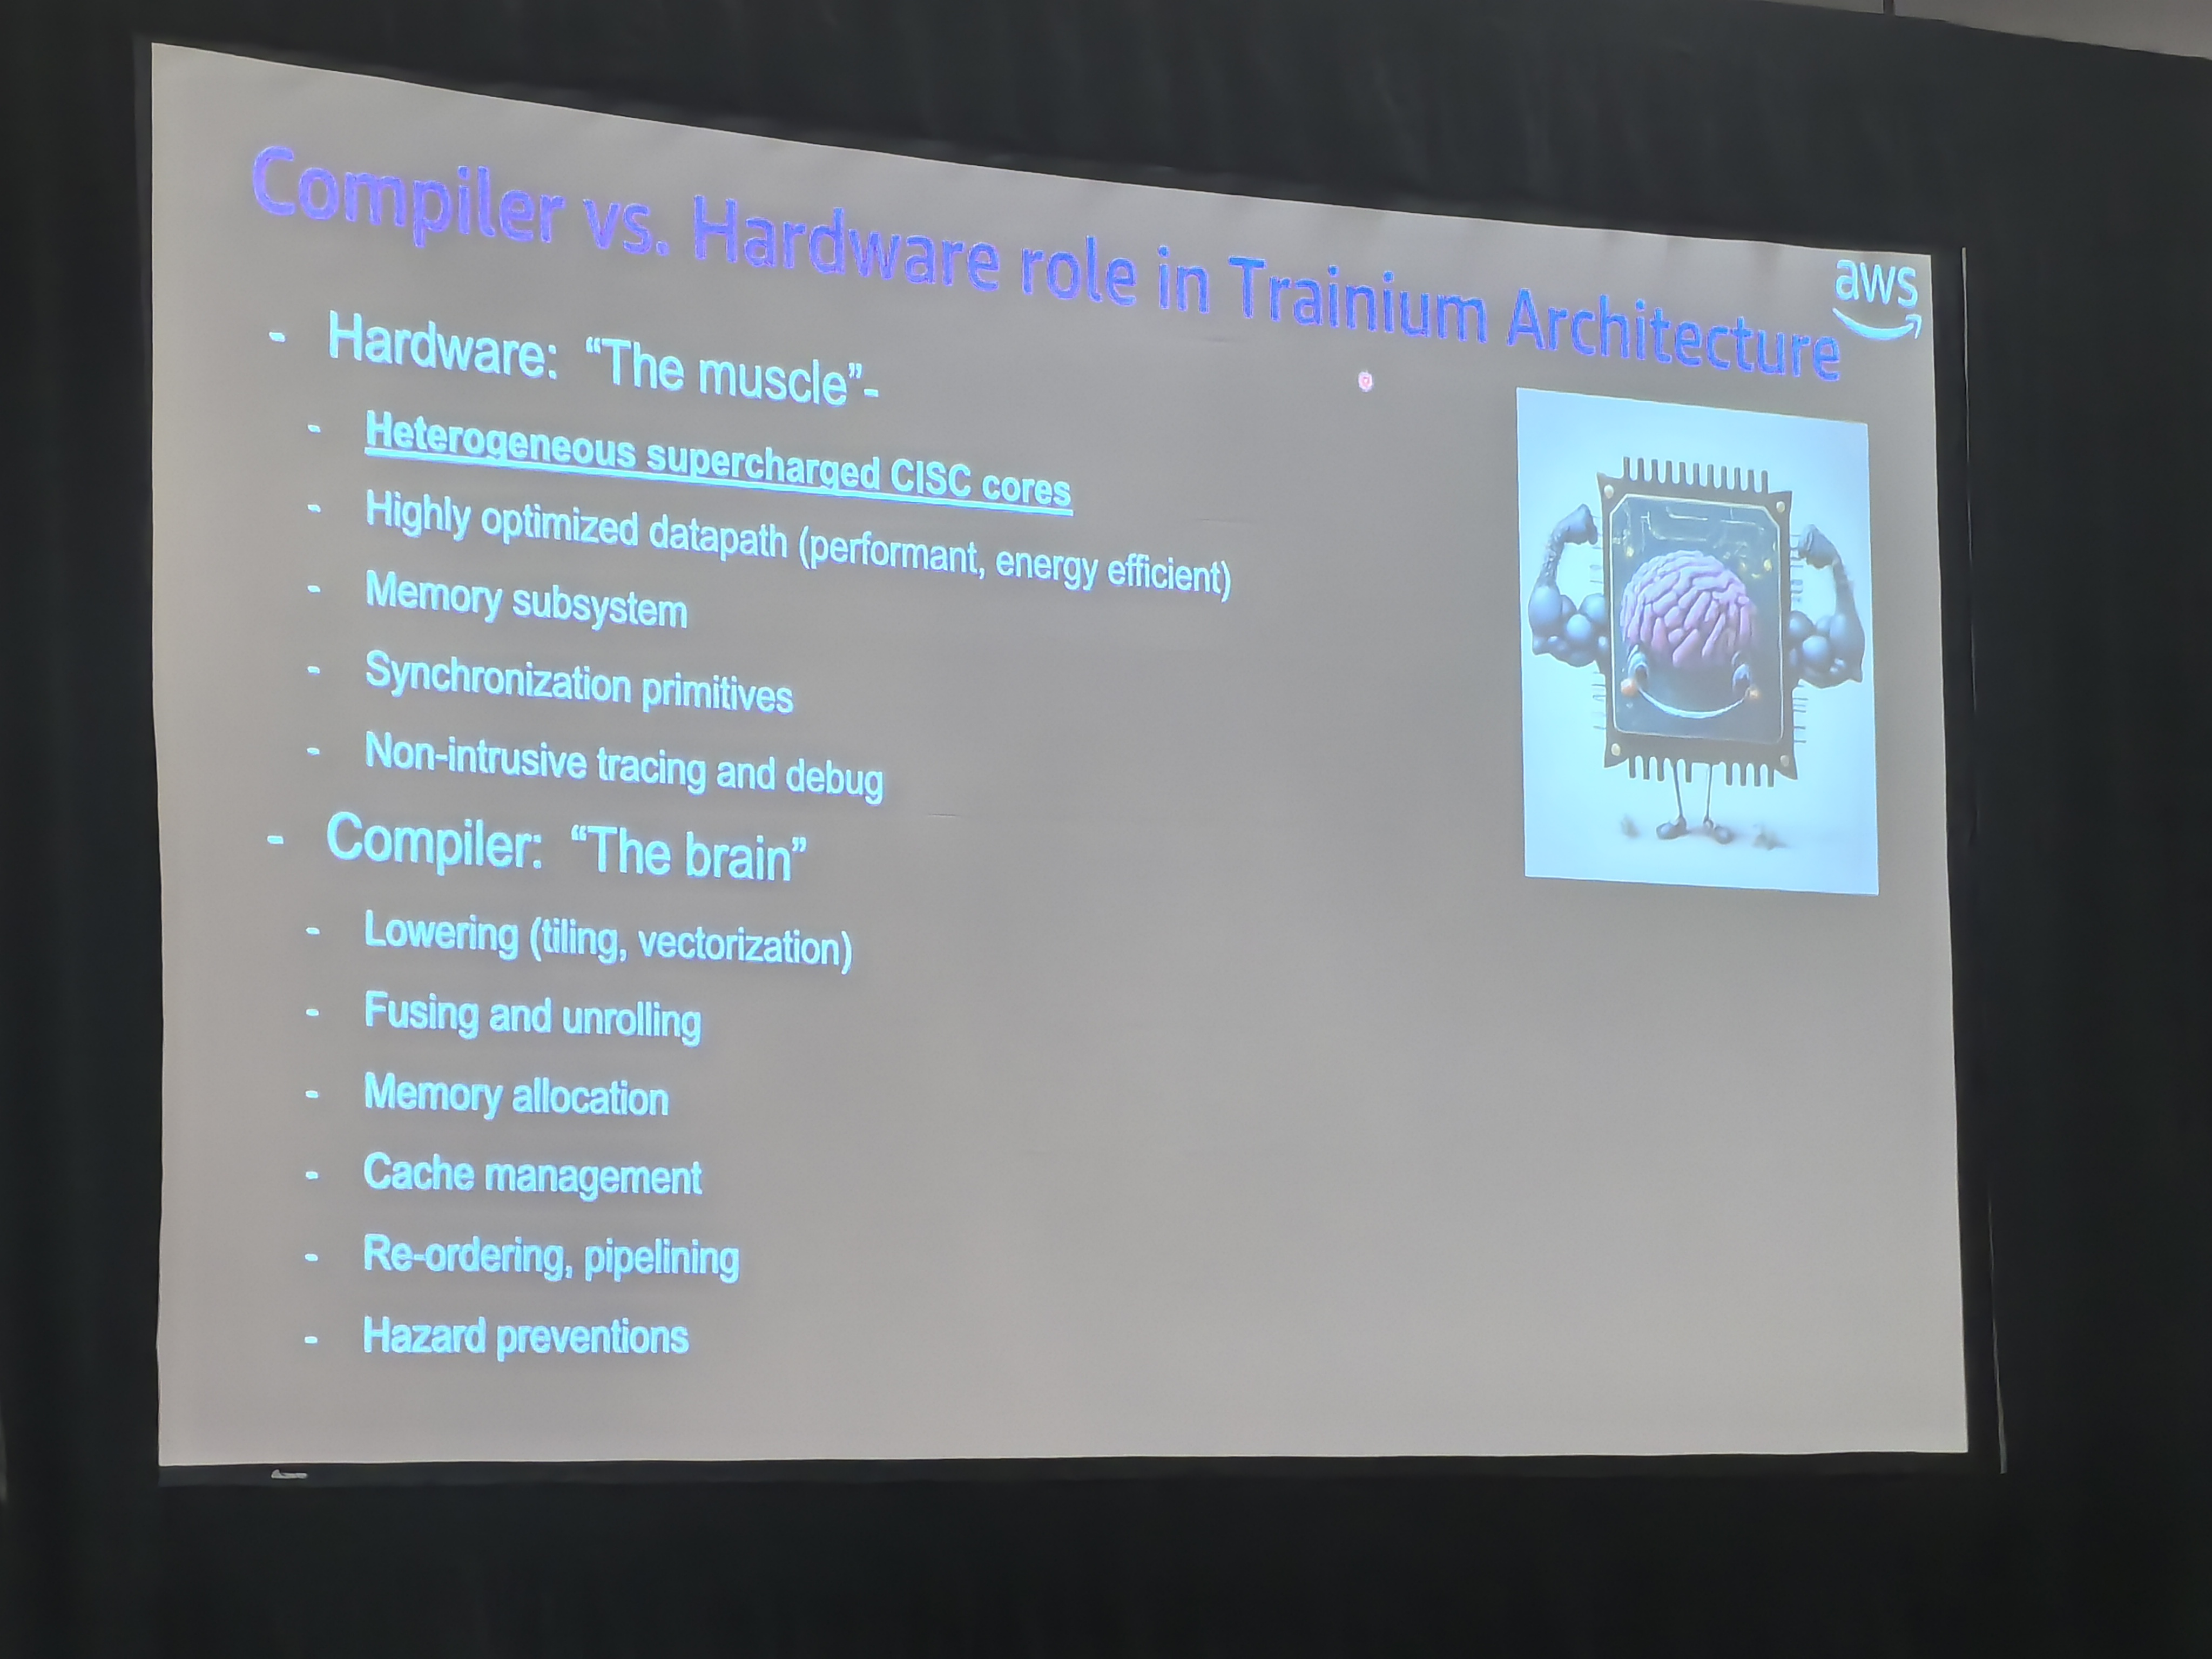 Compiler vs. Hardware role in Trainium Architecture
aws
- Hardware: “The muscle”-
- Heterogeneous supercharged CISC cores
- Highly optimized datapath (performant, energy efficient)
- Memory subsystem
- Synchronization primitives
- Non-intrusive tracing and debug
- Compiler: “The brain”
- Lowering (tiling, vectorization)
- Fusing and unrolling
- Memory allocation
- Cache management
- Re-ordering, pipelining
- Hazard preventions